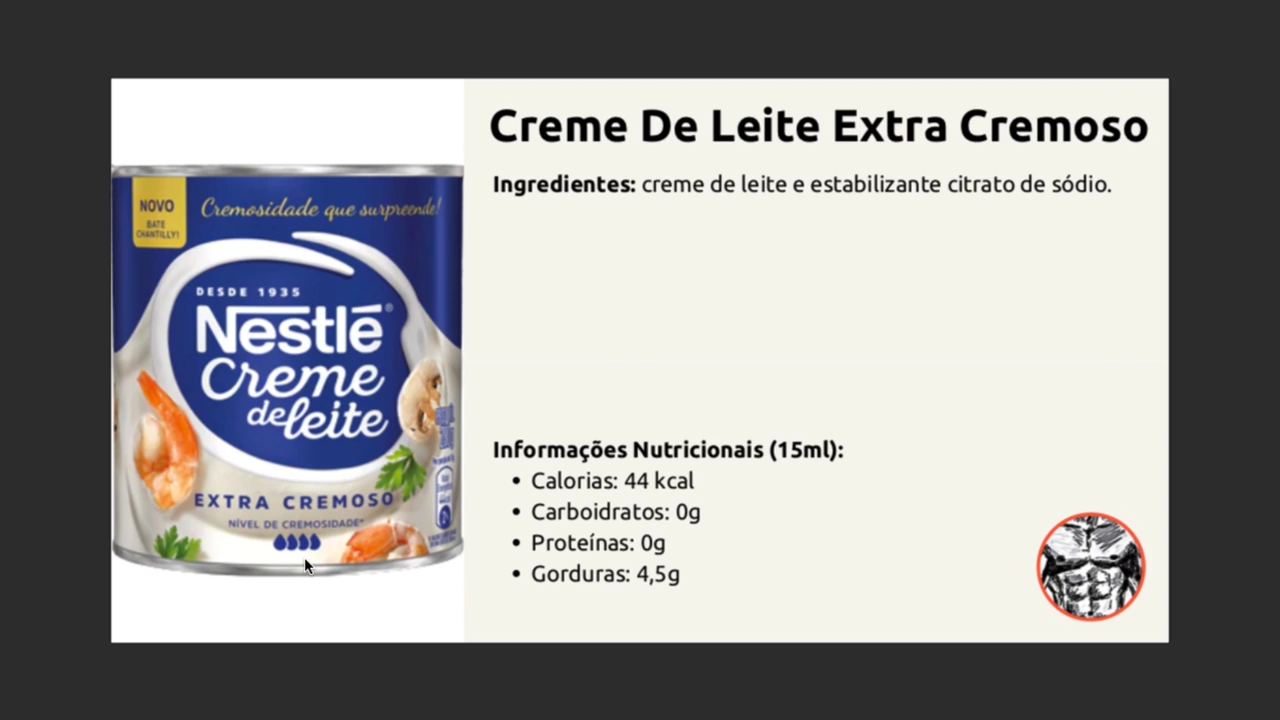 Creme De Leite Extra Cremoso
Ingredientes: creme de leite e estabilizante citrato de sódio.
NOVO
BATE
CHANTILLY!
Cremosidade que surpreende!
DESDE 1935
Nestlé®
Creme
de leite
EXTRA CREMOSO
NÍVEL DE CREMOSIDADE*
Informações Nutricionais (15ml):
• Calorias: 44 kcal
• Carboidratos: 0g
• Proteínas: 0g
• Gorduras: 4,5g